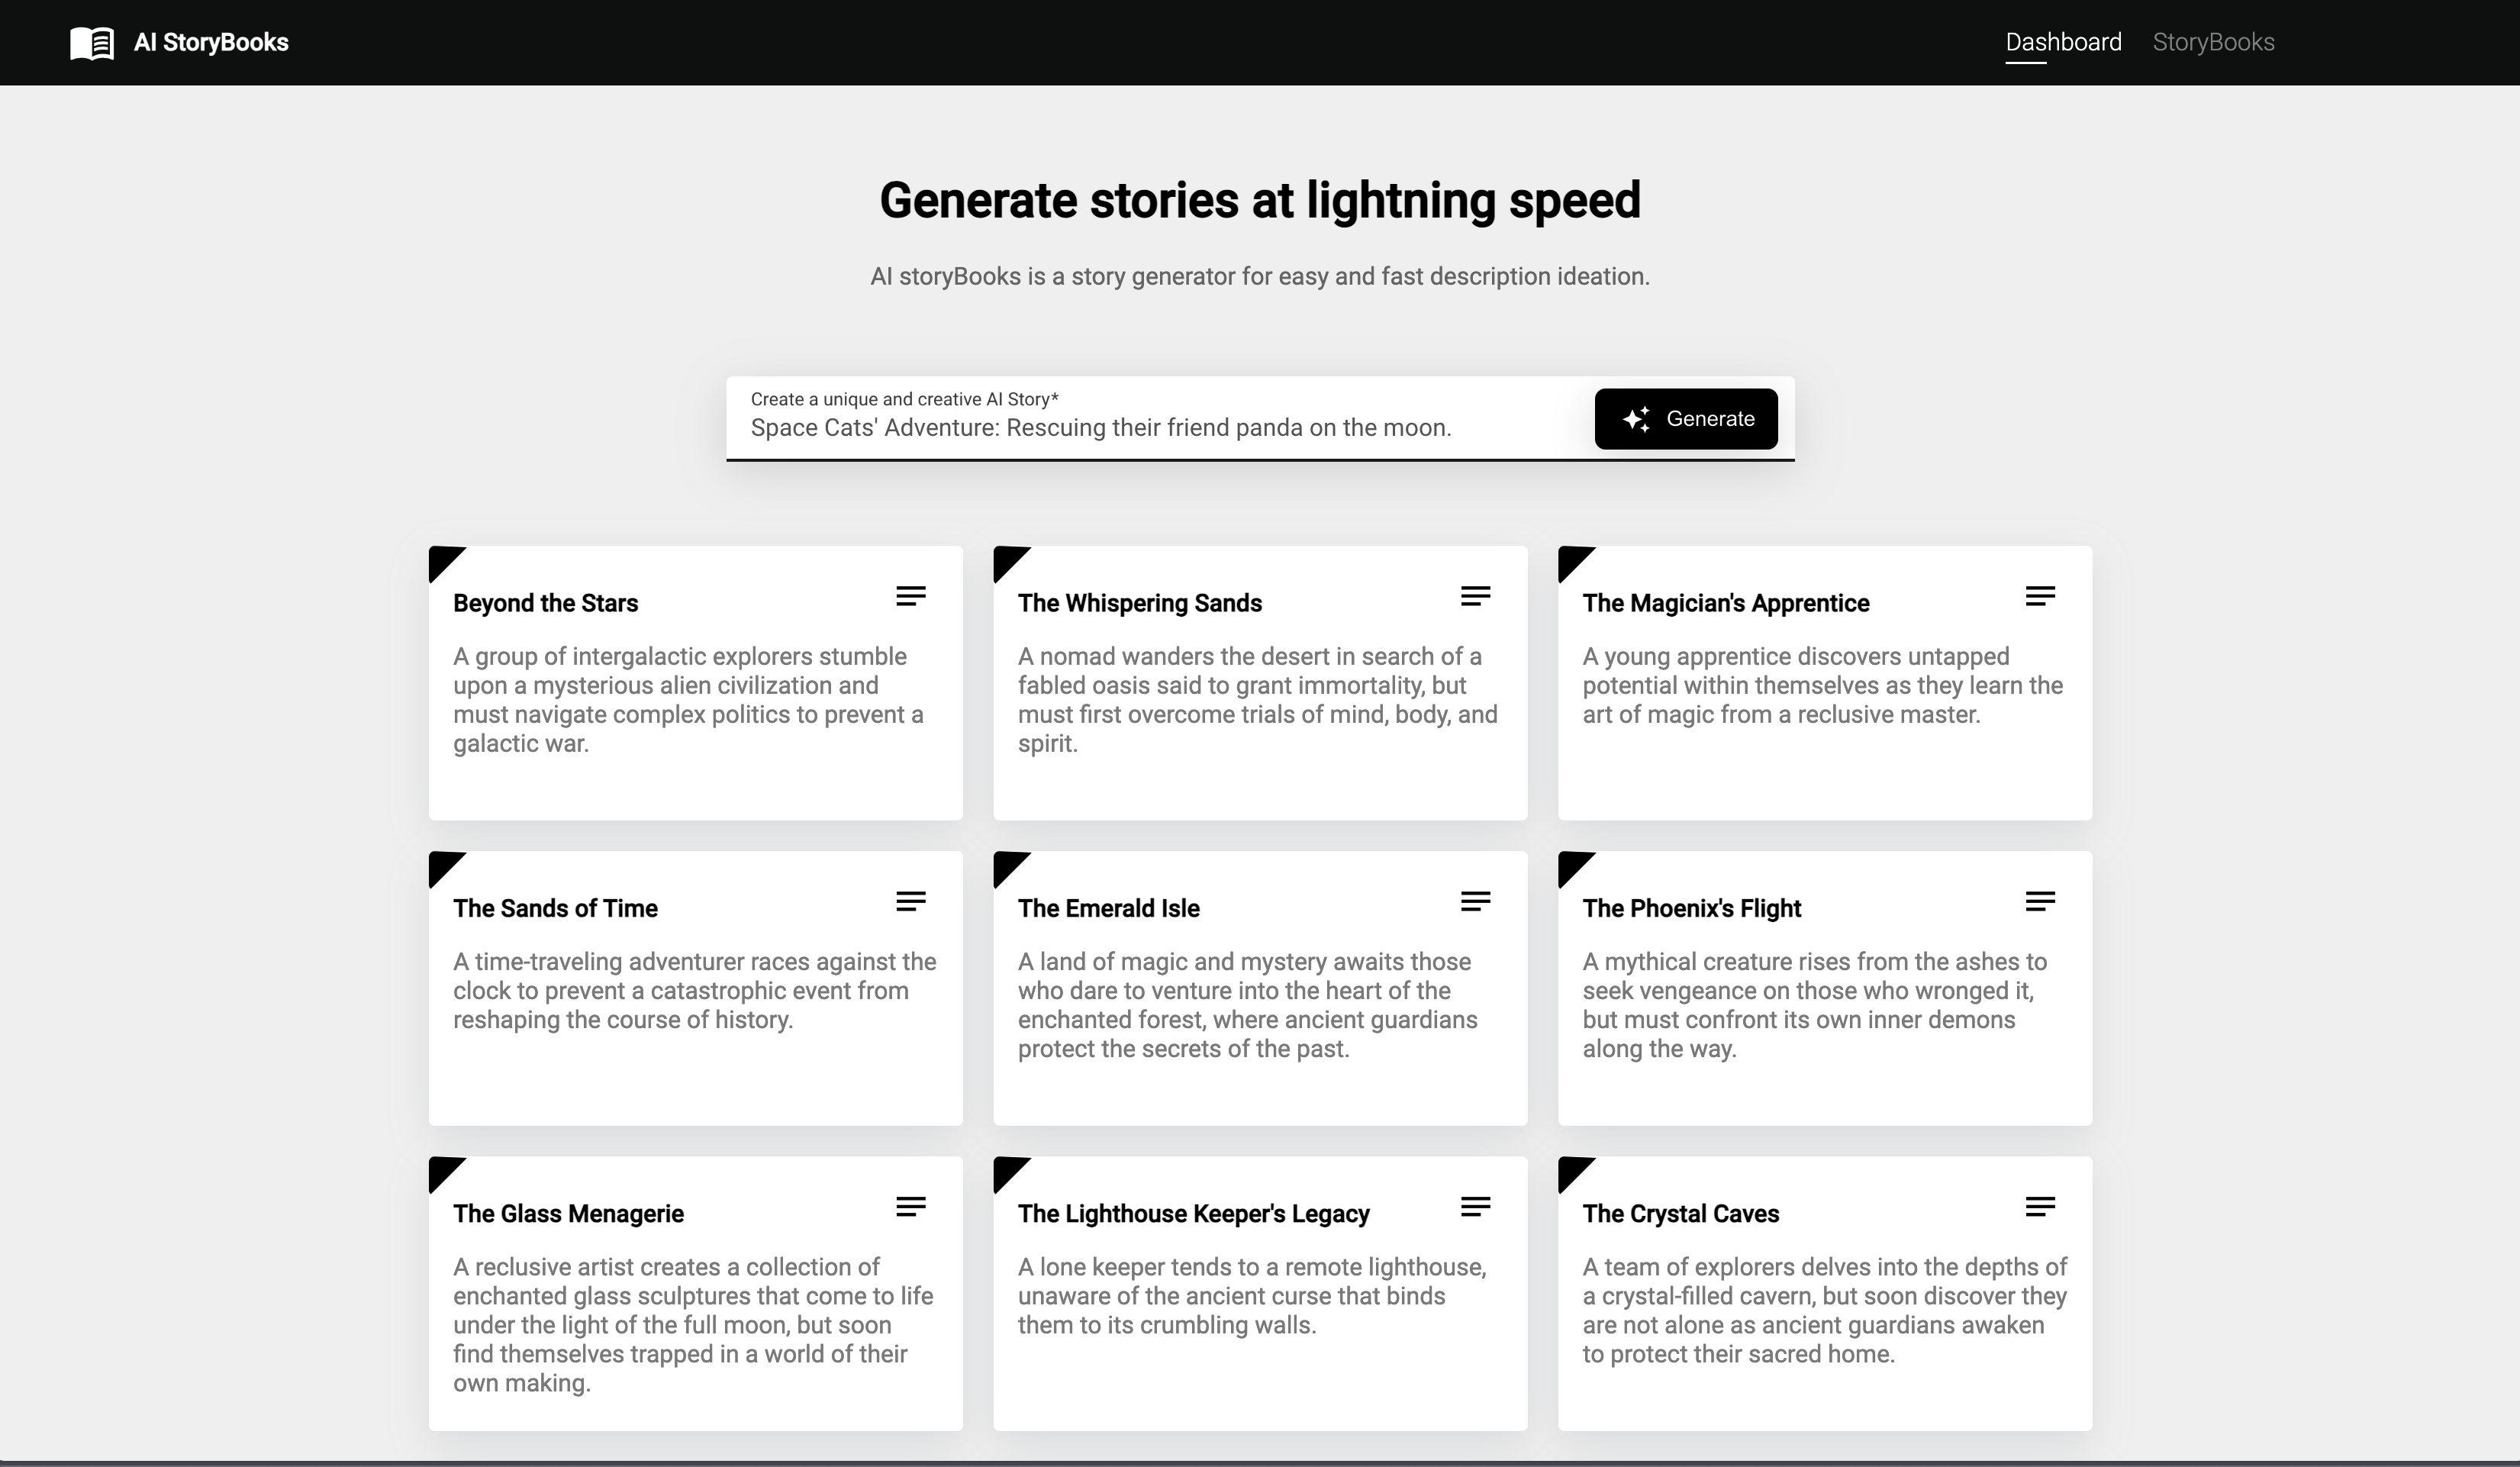 AI StoryBooks
Dashboard
StoryBooks
Generate stories at lightning speed
AI storyBooks is a story generator for easy and fast description ideation.
Create a unique and creative AI Story*
Space Cats' Adventure: Rescuing their friend panda on the moon.
Generate
Beyond the Stars
A group of intergalactic explorers stumble
upon a mysterious alien civilization and
must navigate complex politics to prevent a
galactic war.
The Whispering Sands
A nomad wanders the desert in search of a
fabled oasis said to grant immortality, but
must first overcome trials of mind, body, and
spirit.
The Magician's Apprentice
A young apprentice discovers untapped
potential within themselves as they learn the
art of magic from a reclusive master.
The Sands of Time
A time-traveling adventurer races against the
clock to prevent a catastrophic event from
reshaping the course of history.
The Emerald Isle
A land of magic and mystery awaits those
who dare to venture into the heart of the
enchanted forest, where ancient guardians
protect the secrets of the past.
The Phoenix's Flight
A mythical creature rises from the ashes to
seek vengeance on those who wronged it,
but must confront its own inner demons
along the way.
The Glass Menagerie
A reclusive artist creates a collection of
enchanted glass sculptures that come to life
under the light of the full moon, but soon
find themselves trapped in a world of their
own making.
The Lighthouse Keeper's Legacy
A lone keeper tends to a remote lighthouse,
unaware of the ancient curse that binds
them to its crumbling walls.
The Crystal Caves
A team of explorers delves into the depths of
a crystal-filled cavern, but soon discover they
are not alone as ancient guardians awaken
to protect their sacred home.